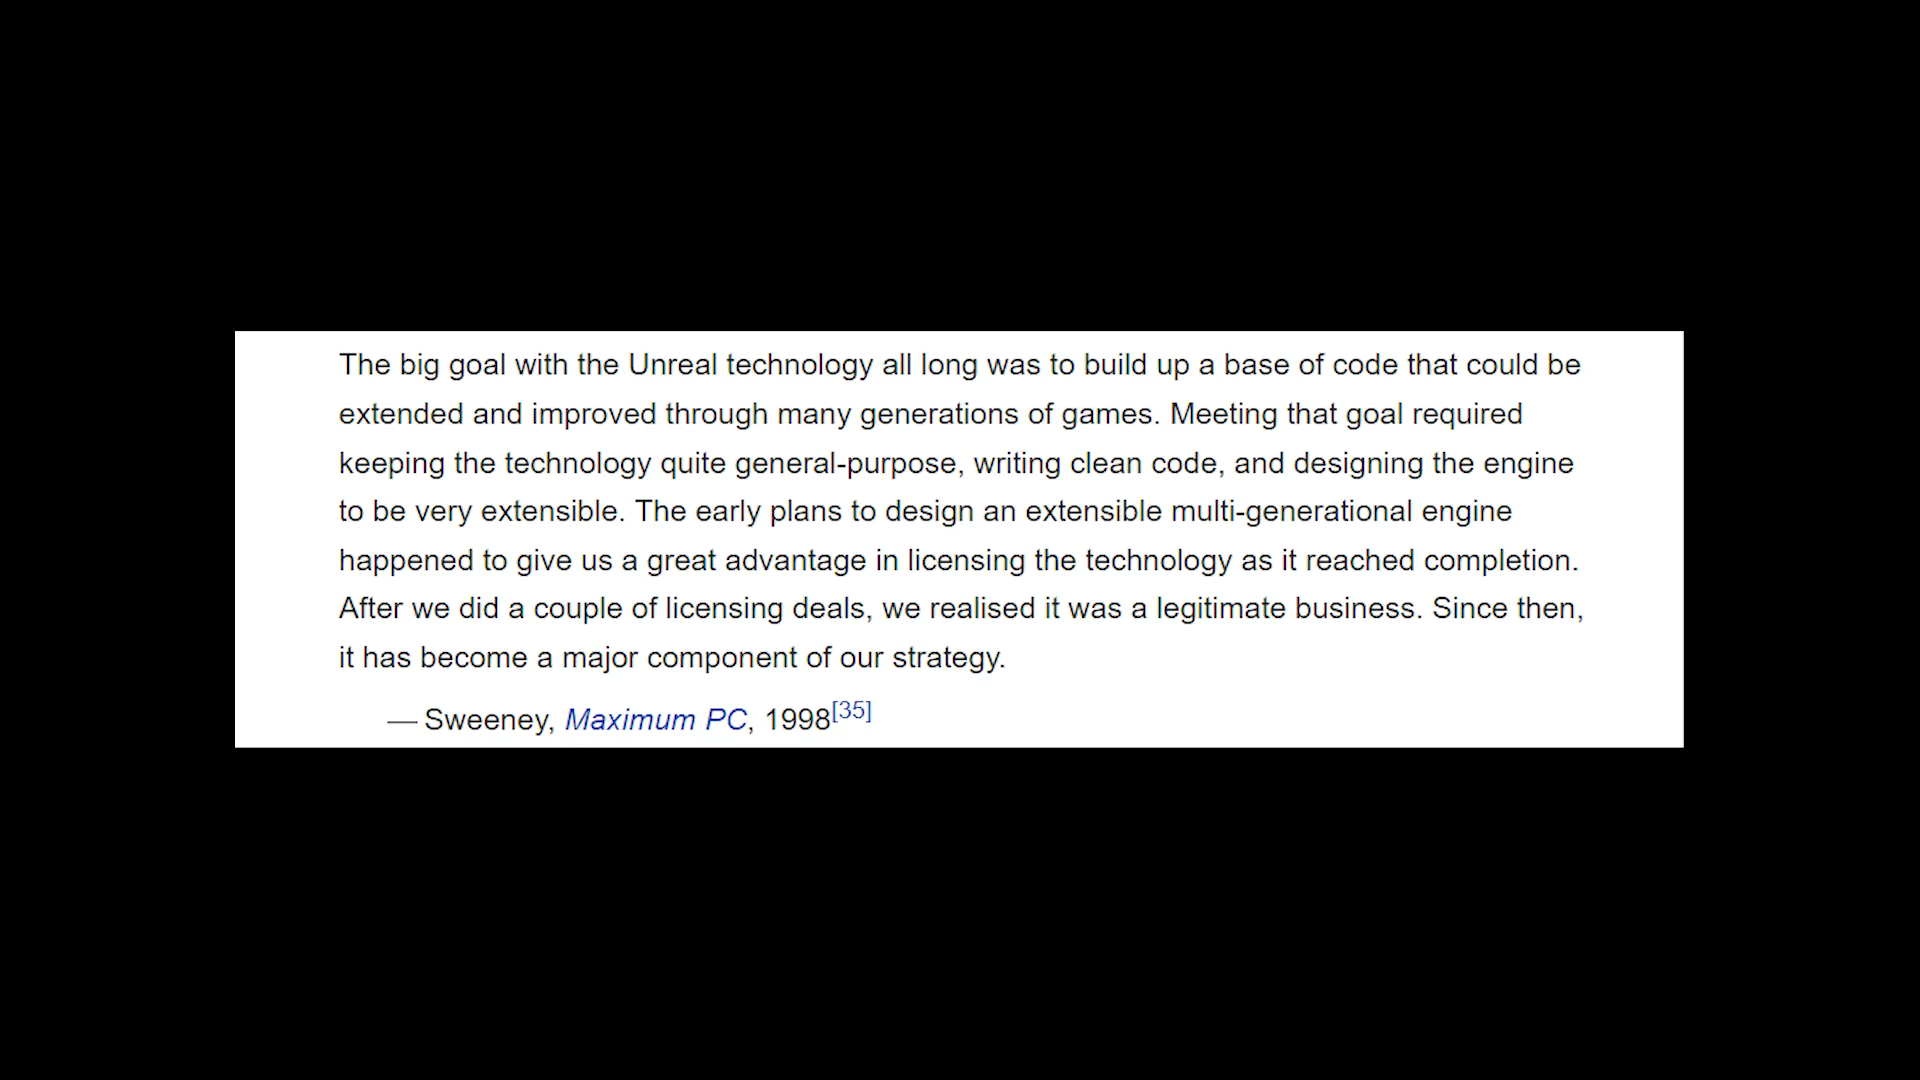 The big goal with the Unreal technology all long was to build up a base of code that could be
extended and improved through many generations of games. Meeting that goal required
keeping the technology quite general-purpose, writing clean code, and designing the engine
to be very extensible. The early plans to design an extensible multi-generational engine
happened to give us a great advantage in licensing the technology as it reached completion.
After we did a couple of licensing deals, we realised it was a legitimate business. Since then,
it has become a major component of our strategy.
— Sweeney, Maximum PC, 1998[35]